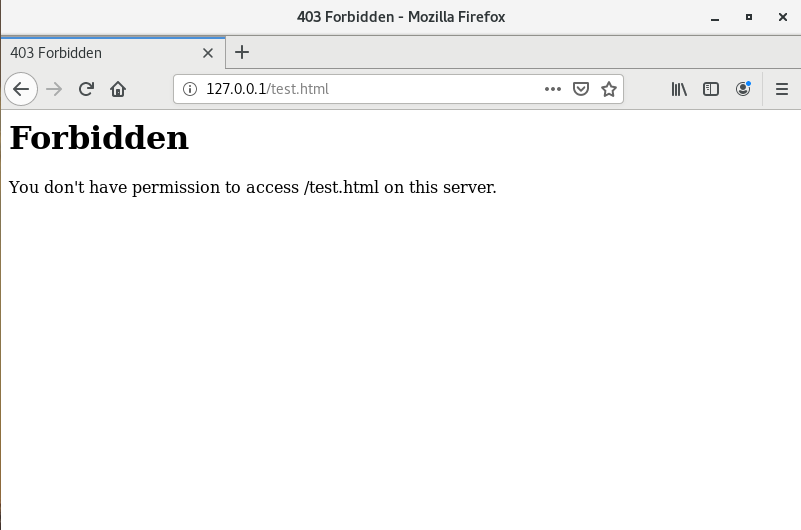 403 Forbidden - Mozilla Firefox
403 Forbidden
127.0.0.1/test.html
Forbidden
You don't have permission to access /test.html on this server.